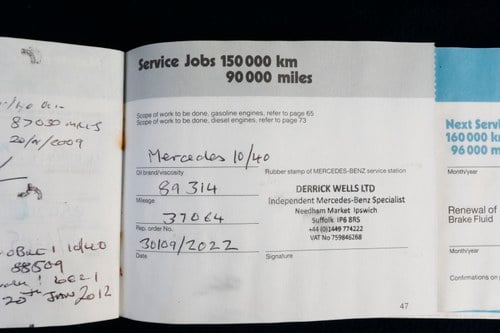 87030 MILES
20/11/2009
10/40
88509
20TH JAN 2012
Service Jobs 150 000 km
90 000 miles
Scope of work to be done, gasoline engines, refer to page 65
Scope of work to be done, diesel engines, refer to page 73
Mercedes 10/40
Oil brand/viscosity
89314
Mileage
37064
Rep. order No.
30/09/2022
Date
Rubber stamp of MERCEDES-BENZ service station
DERRICK WELLS LTD
Independent Mercedes-Benz Specialist
Needham Market Ipswich
Suffolk IP6 8RS
+44 (0)1449 774222
VAT No 759846268
Signature
47
Next Servi
160 000 k
96 000 m
Month/year
Renewal of
Brake Fluid
Month/year
Confirmations on